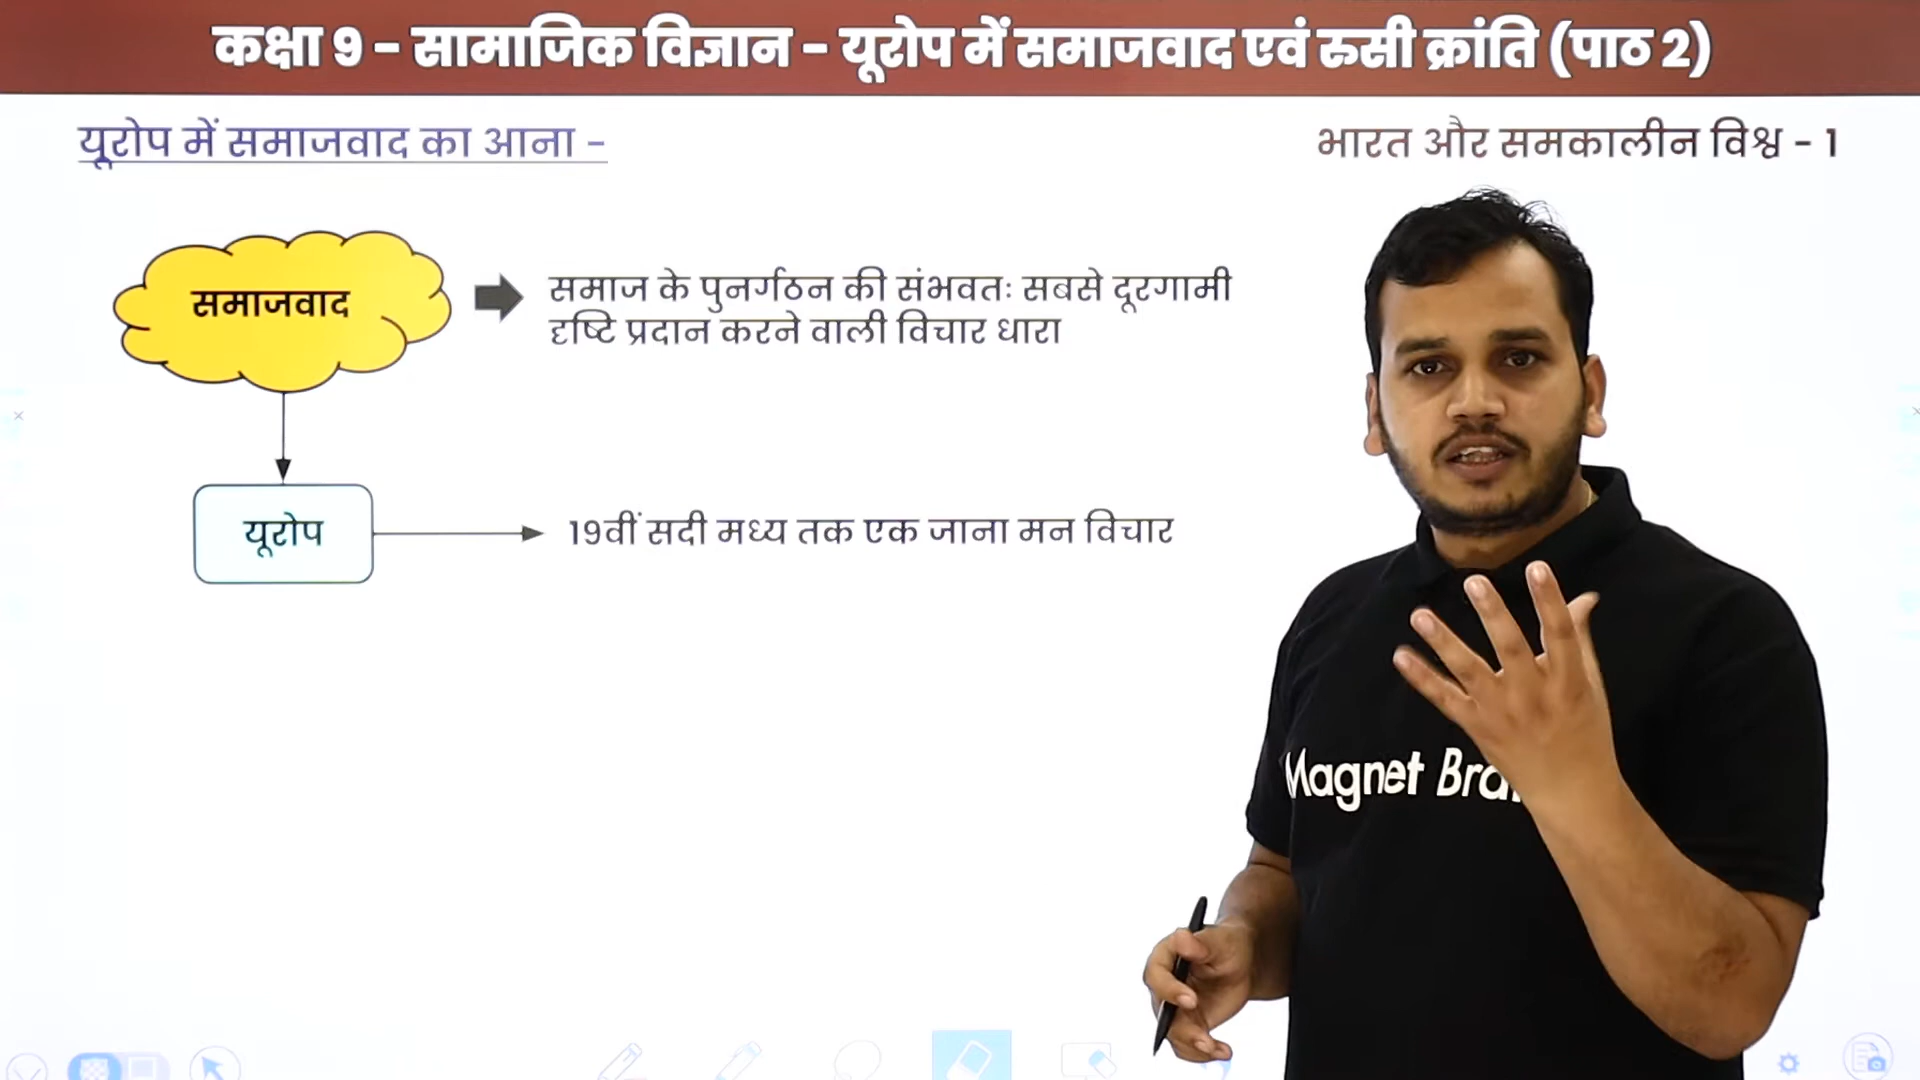 कक्षा 9 - सामाजिक विज्ञान - यूरोप में समाजवाद एवं रुसी क्रांति (पाठ 2)
यूरोप में समाजवाद का आना -
भारत और समकालीन विश्व - 1
समाजवाद
समाज के पुनर्गठन की संभवतः सबसे दूरगामी
दृष्टि प्रदान करने वाली विचार धारा
यूरोप
19वीं सदी मध्य तक एक जाना मन विचार
Magnet